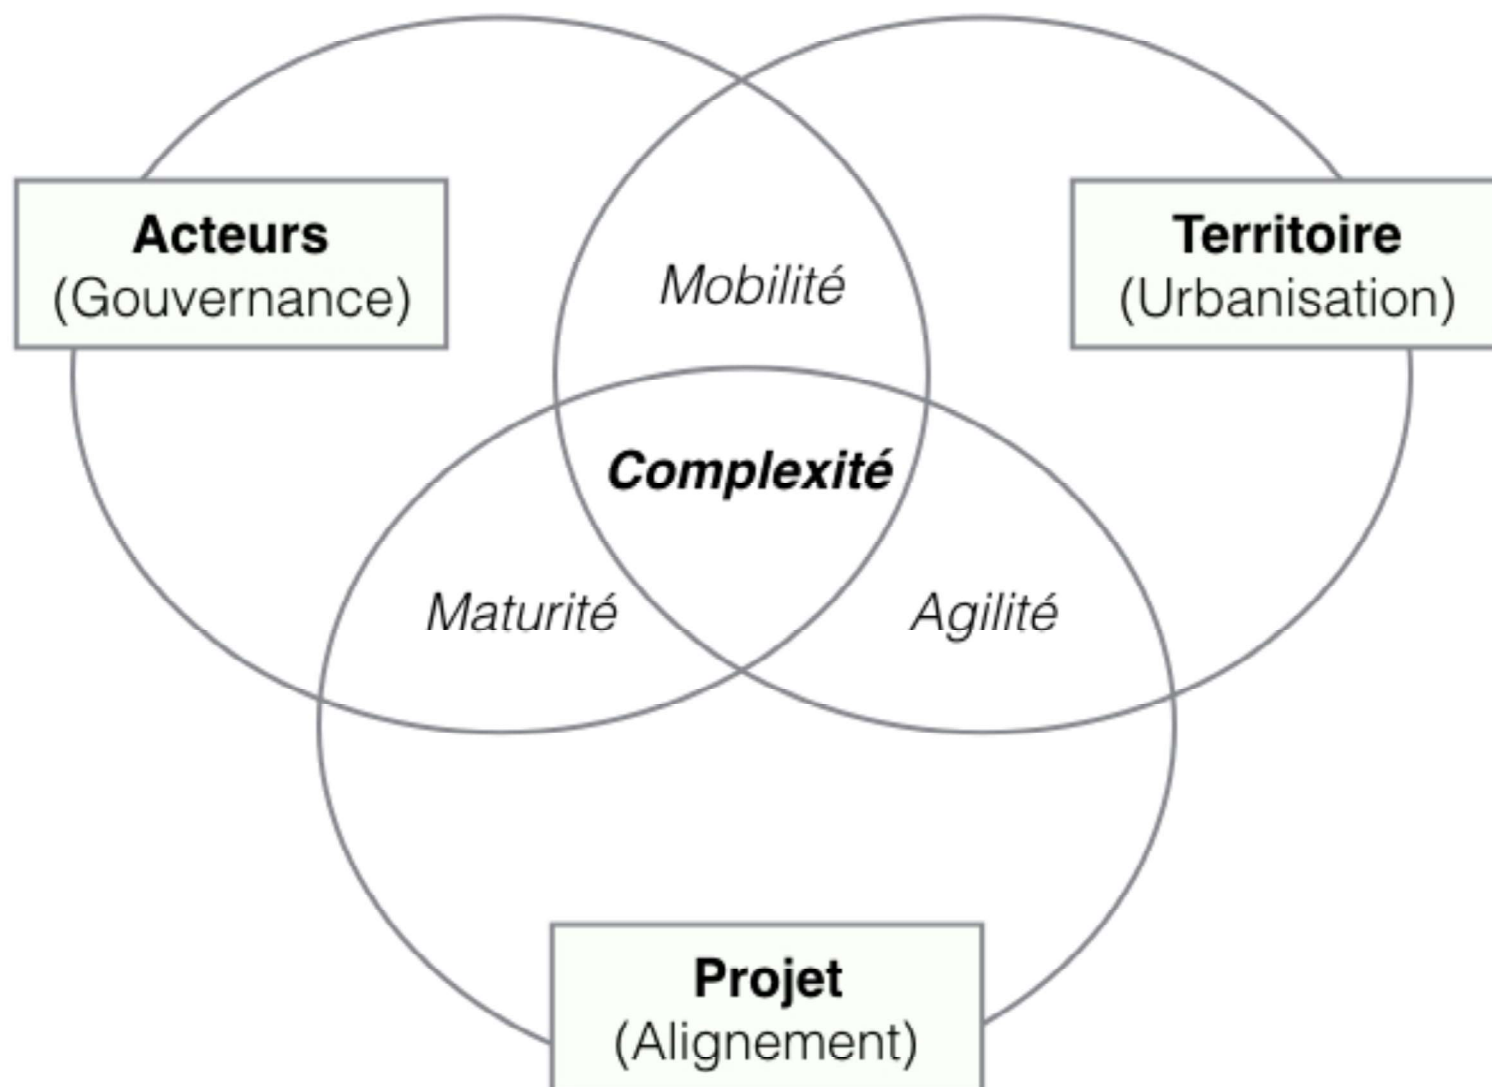 Acteurs
(Gouvernance)
Territoire
(Urbanisation)
Mobilité
Complexité
Maturité
Agilité
Projet
(Alignement)